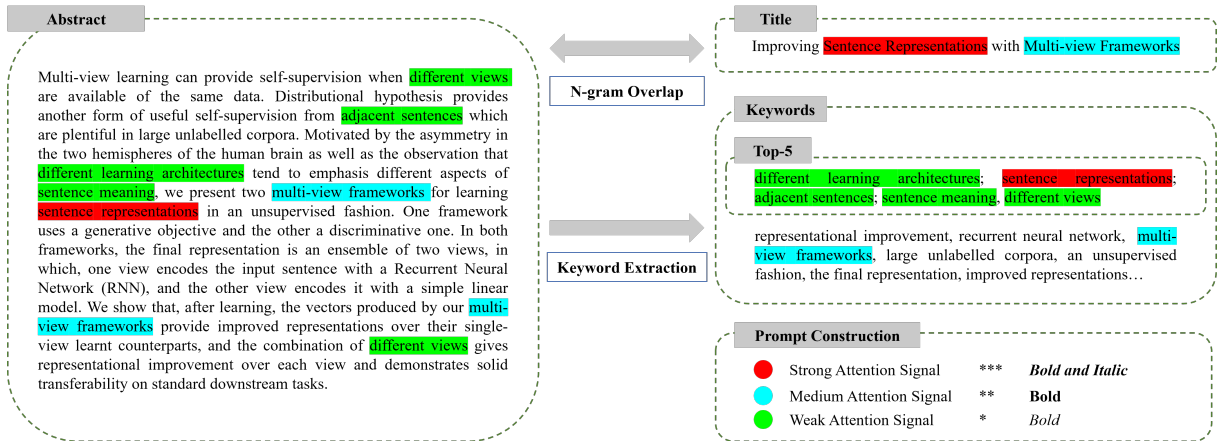 Abstract
Multi-view learning can provide self-supervision when different views
are available of the same data. Distributional hypothesis provides
another form of useful self-supervision from adjacent sentences which
are plentiful in large unlabelled corpora. Motivated by the asymmetry in
the two hemispheres of the human brain as well as the observation that
different learning architectures tend to emphasis different aspects of
sentence meaning, we present two multi-view frameworks for learning
sentence representations in an unsupervised fashion. One framework
uses a generative objective and the other a discriminative one. In both
frameworks, the final representation is an ensemble of two views, in
which, one view encodes the input sentence with a Recurrent Neural
Network (RNN), and the other view encodes it with a simple linear
model. We show that, after learning, the vectors produced by our multi-
view frameworks provide improved representations over their single-
view learnt counterparts, and the combination of different views gives
representational improvement over each view and demonstrates solid
transferability on standard downstream tasks.
N-gram Overlap
Keyword Extraction
Title
Improving Sentence Representations with Multi-view Frameworks
Keywords
Top-5
different learning architectures; sentence representations;
adjacent sentences; sentence meaning, different views
representational improvement, recurrent neural network, multi-
view frameworks, large unlabelled corpora, an unsupervised
fashion, the final representation, improved representations…
Prompt Construction
Strong Attention Signal *** Bold and Italic
Medium Attention Signal ** Bold
Weak Attention Signal * Bold